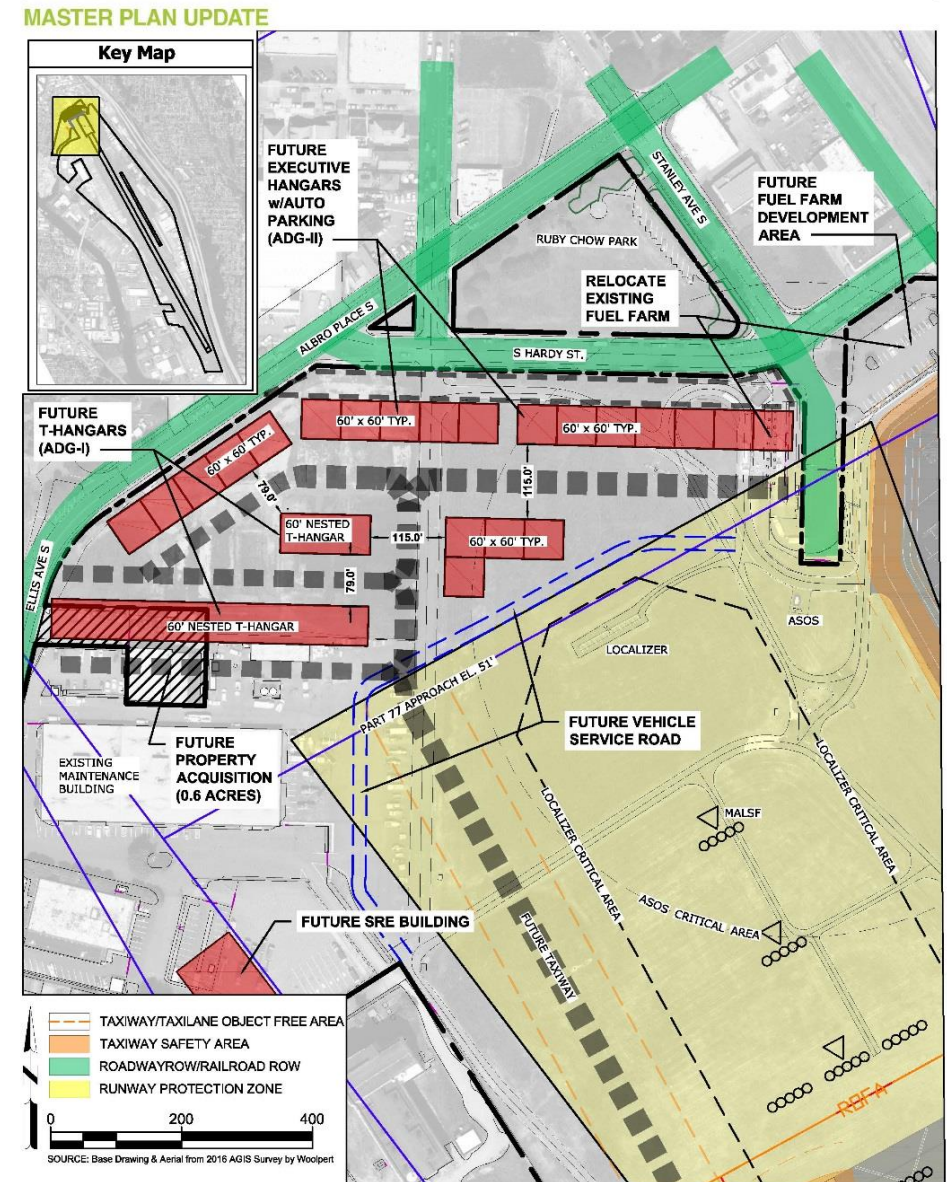 MASTER PLAN UPDATE
Key Map
FUTURE
EXECUTIVE
HANGARS
w/AUTO
PARKING
(ADG-II)
STANLEY AVE S
FUTURE
FUEL FARM
DEVELOPMENT
AREA
RUBY CHOW PARK
RELOCATE
EXISTING
FUEL FARM
ALBRO PLACE S
S HARDY ST.
FUTURE
T-HANGARS
(ADG-I)
60' x 60' TYP.
60' x 60' TYP.
60' x 60' TYP.
79.0'
115.0'
60' NESTED
T-HANGAR
115.0'
60' x 60' TYP.
ELLIS AVE S
79.0'
60' NESTED T-HANGAR
ASOS
LOCALIZER
PART 77 APPROACH EL. 51'
FUTURE VEHICLE
SERVICE ROAD
FUTURE
PROPERTY
ACQUISITION
(0.6 ACRES)
EXISTING
MAINTENANCE
BUILDING
LOCALIZER CRITICAL AREA
LOCALIZER CRITICAL AREA
MALSF
ASOS CRITICAL AREA
FUTURE SRE BUILDING
FUTURE TAXIWAY
TAXIWAY/TAXILANE OBJECT FREE AREA
TAXIWAY SAFETY AREA
ROADWAYROW/RAILROAD ROW
RUNWAY PROTECTION ZONE
0 200 400
SOURCE: Base Drawing & Aerial from 2016 AGIS Survey by Woolpert
ROFA